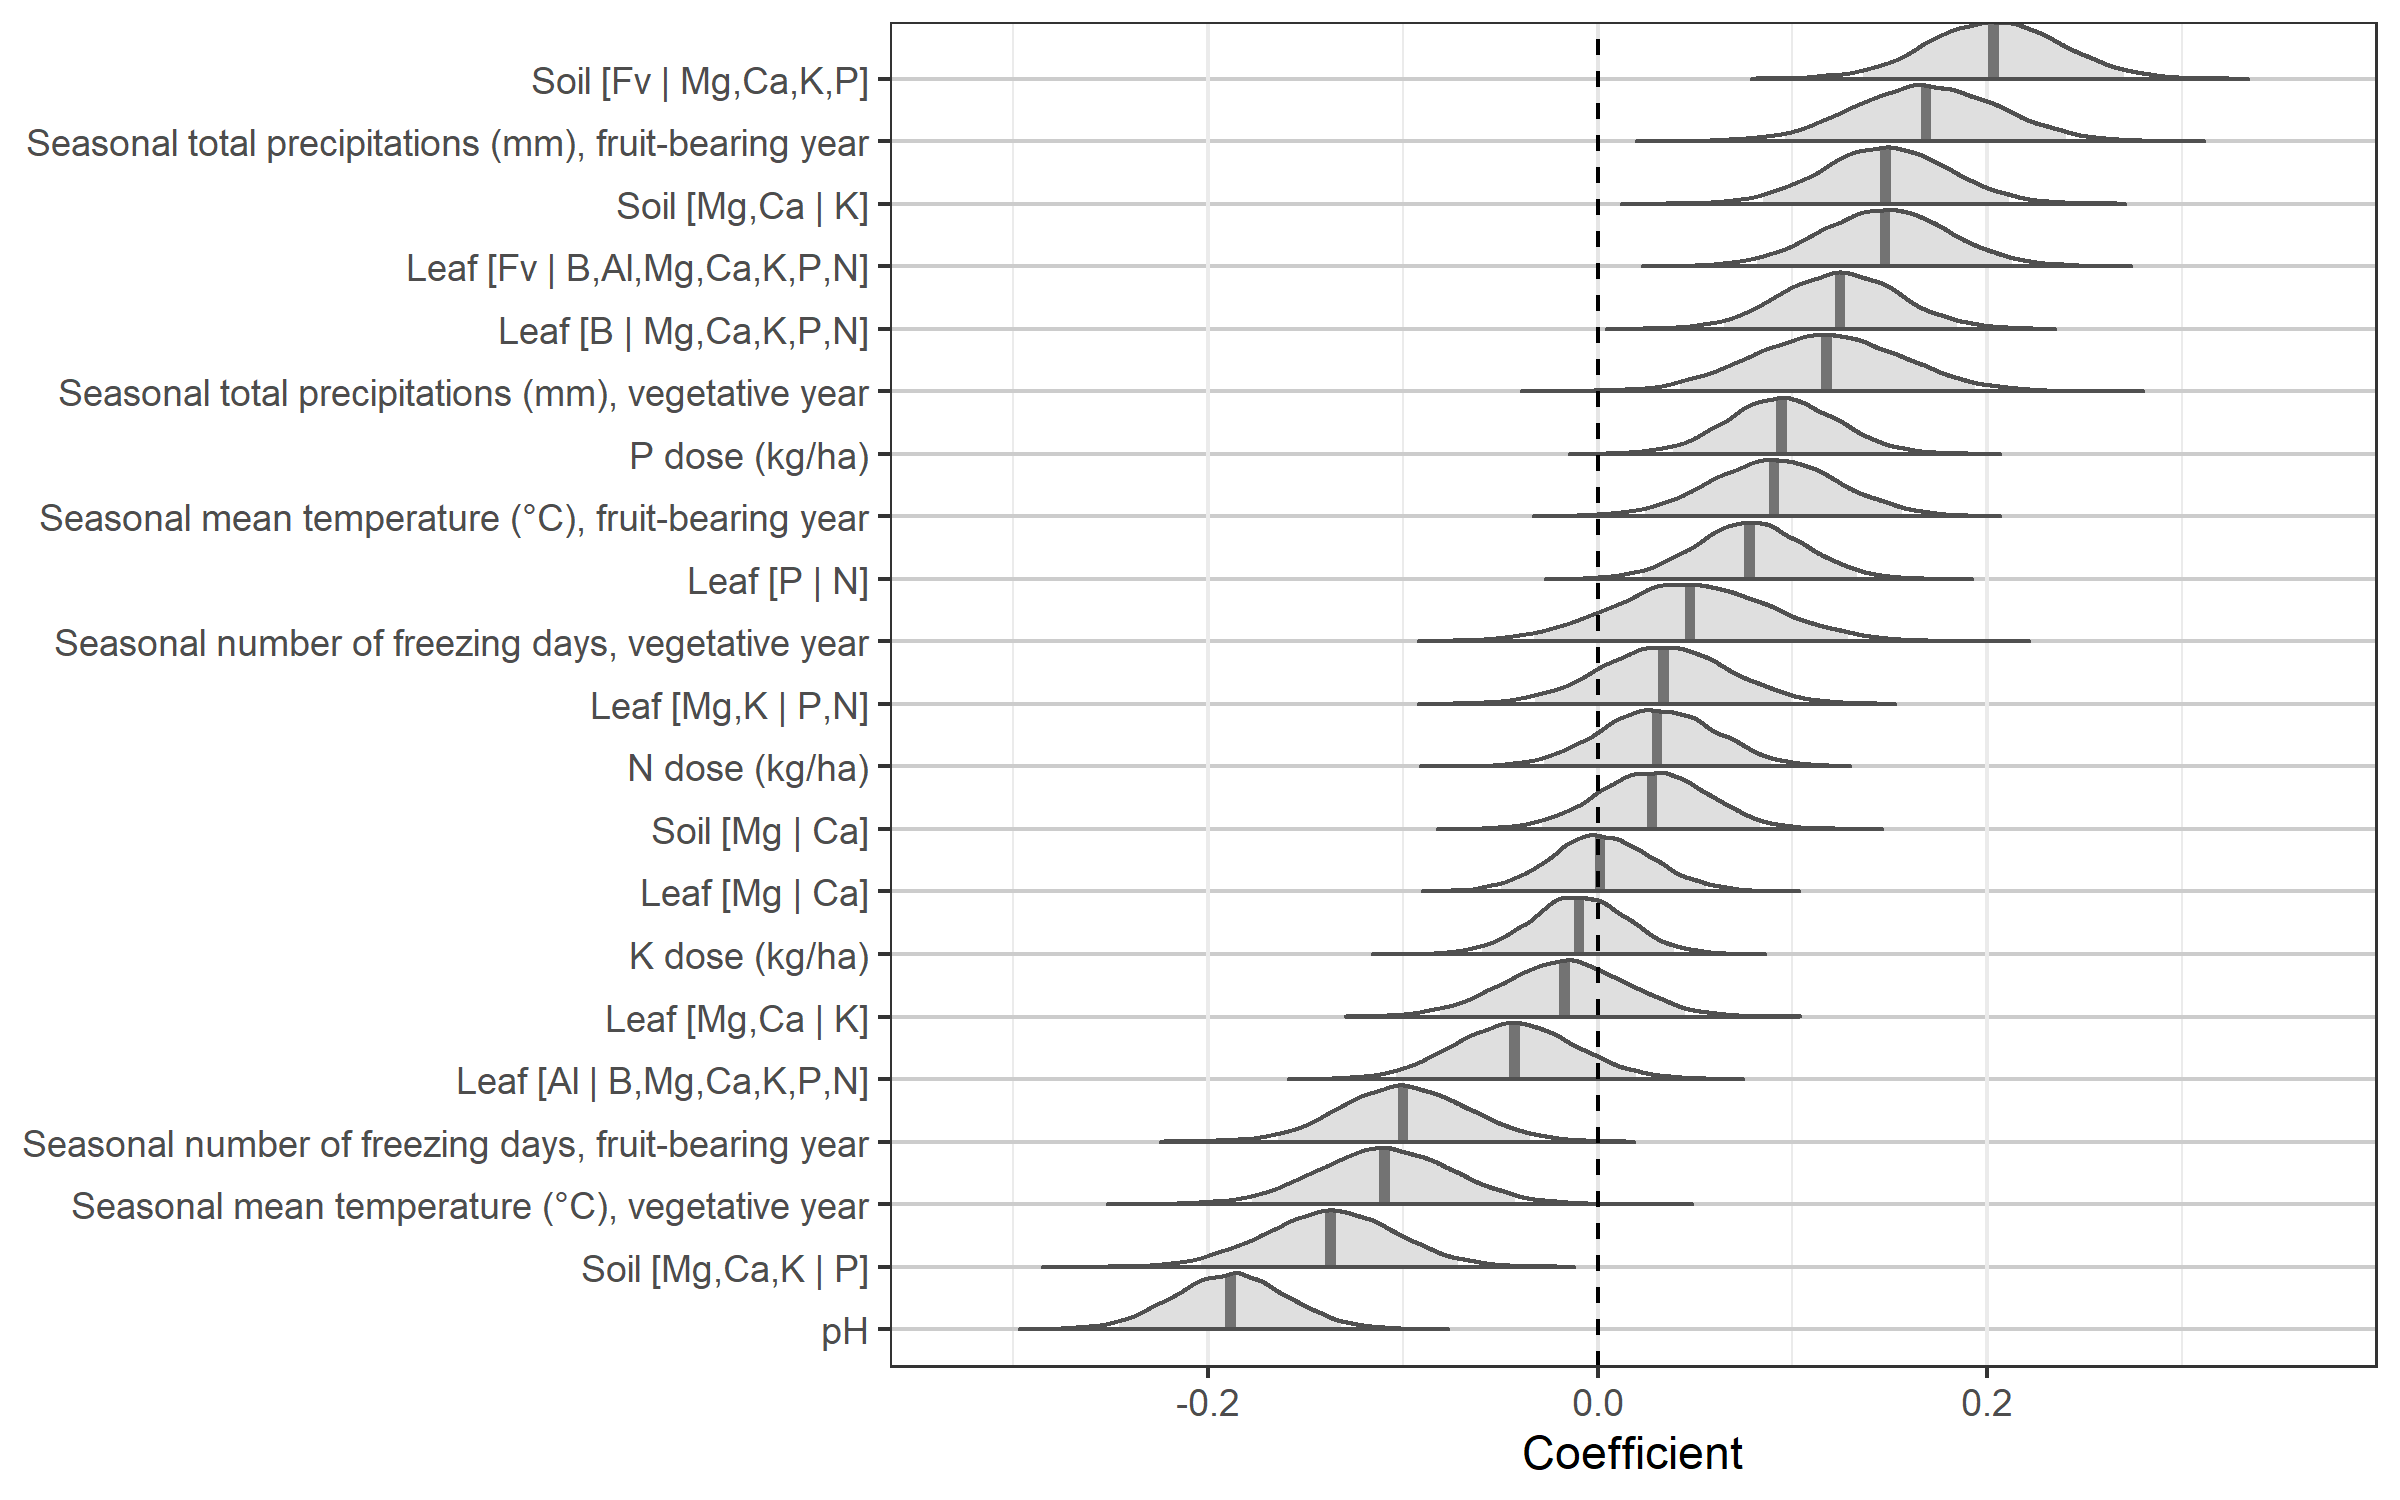 Soil [Fv | Mg,Ca,K,P]
Seasonal total precipitations (mm), fruit-bearing year
Soil [Mg,Ca | K]
Leaf [Fv | B,Al,Mg,Ca,K,P,N]
Leaf [B | Mg,Ca,K,P,N]
Seasonal total precipitations (mm), vegetative year
P dose (kg/ha)
Seasonal mean temperature (°C), fruit-bearing year
Leaf [P | N]
Seasonal number of freezing days, vegetative year
Leaf [Mg,K | P,N]
N dose (kg/ha)
Soil [Mg | Ca]
Leaf [Mg | Ca]
K dose (kg/ha)
Leaf [Mg,Ca | K]
Leaf [Al | B,Mg,Ca,K,P,N]
Seasonal number of freezing days, fruit-bearing year
Seasonal mean temperature (°C), vegetative year
Soil [Mg,Ca,K | P]
pH
-0.2 0.0 0.2
Coefficient